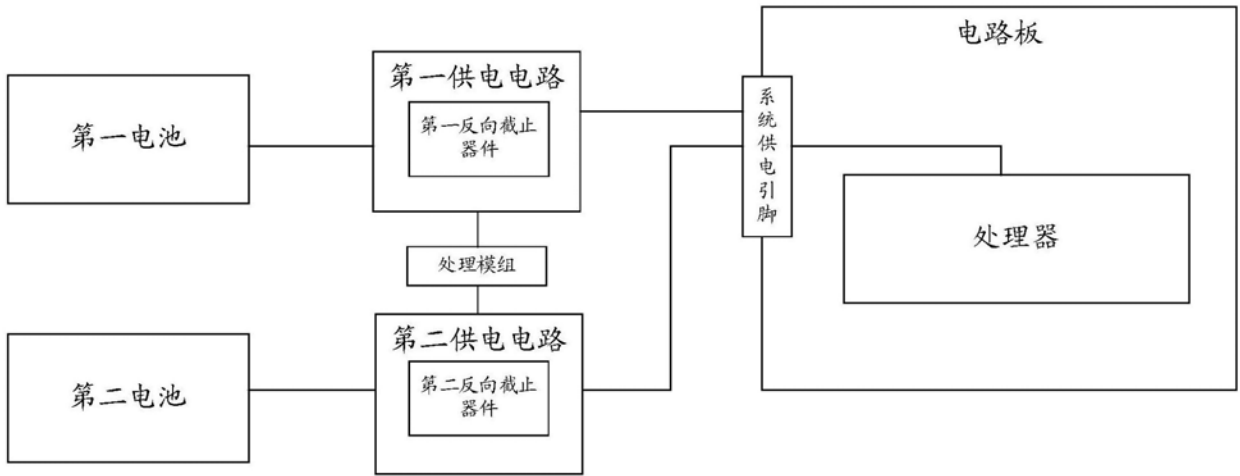 电路板
第一供电电路
第一反向截止
器件
第一电池
系统供电引脚
处理器
处理模组
第二供电电路
第二反向截止
器件
第二电池